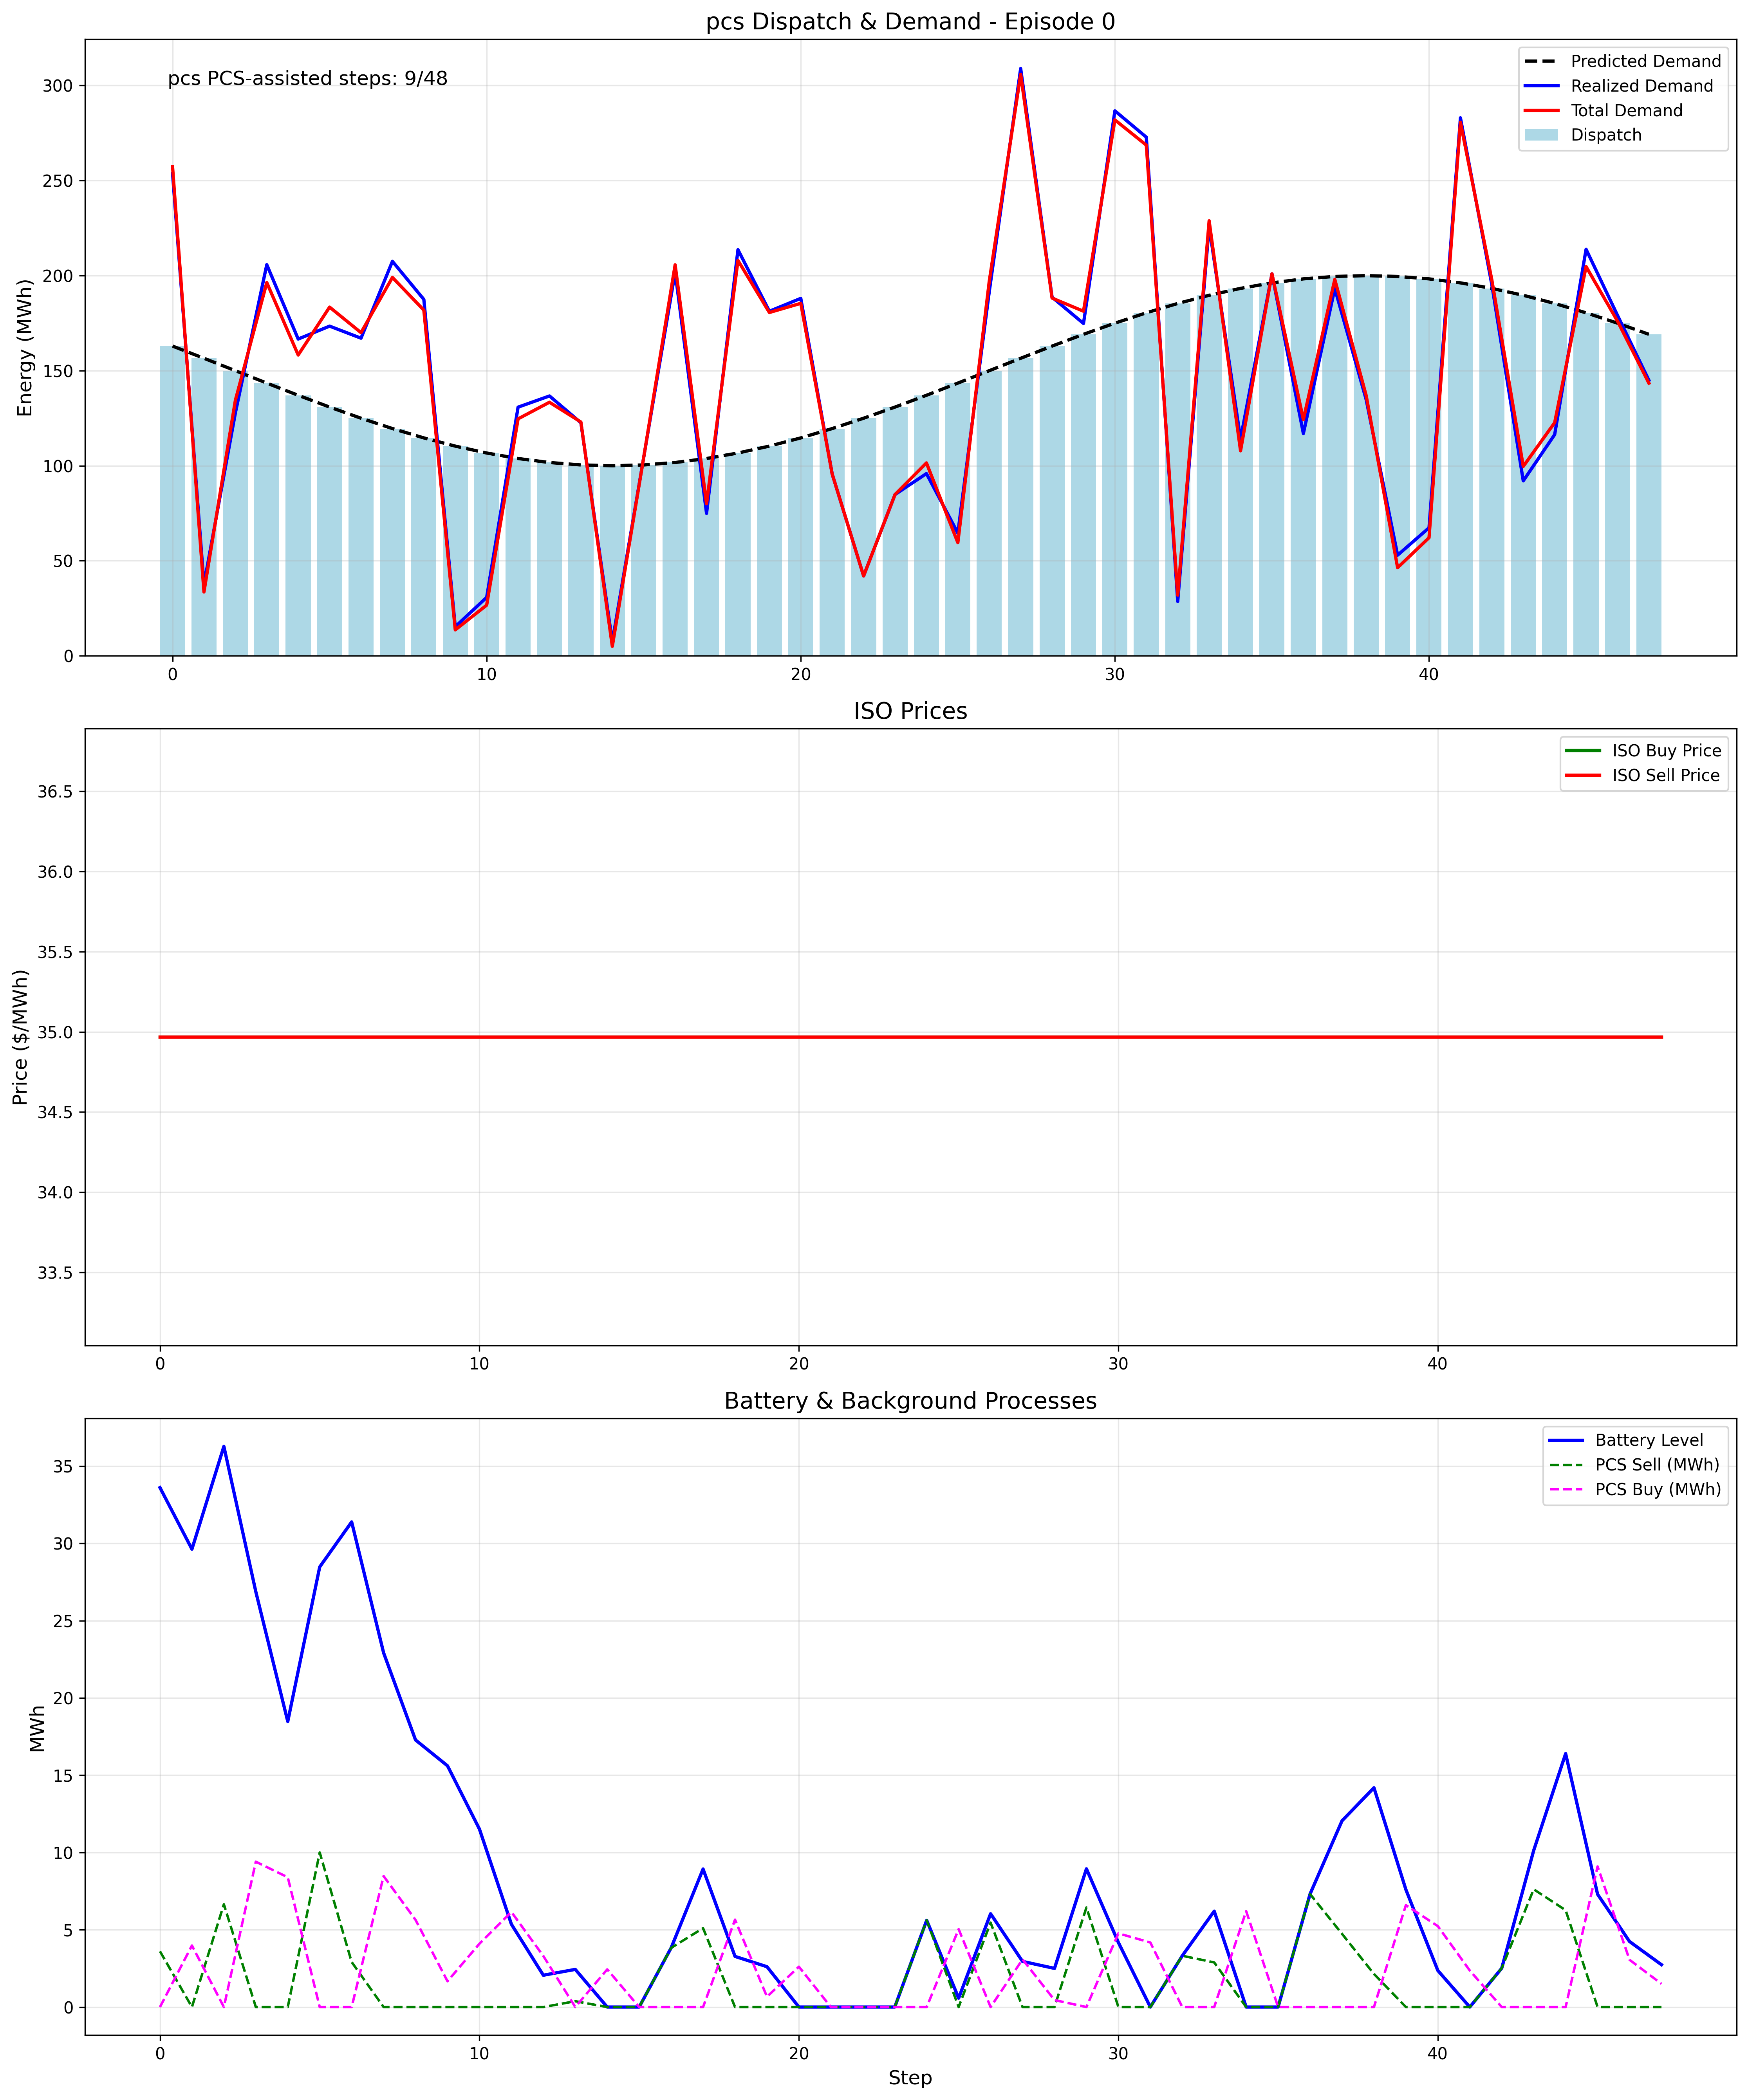 pcs Dispatch & Demand - Episode 0
pcs PCS-assisted steps: 9/48
Predicted Demand
Realized Demand
Total Demand
Dispatch
Energy (MWh)
300
250
200
150
100
50
0
0 10 20 30 40
ISO Prices
ISO Buy Price
ISO Sell Price
Price ($/MWh)
36.5
36.0
35.5
35.0
34.5
34.0
33.5
0 10 20 30 40
Battery & Background Processes
Battery Level
PCS Sell (MWh)
PCS Buy (MWh)
MWh
35
30
25
20
15
10
5
0
0 10 20 30 40
Step